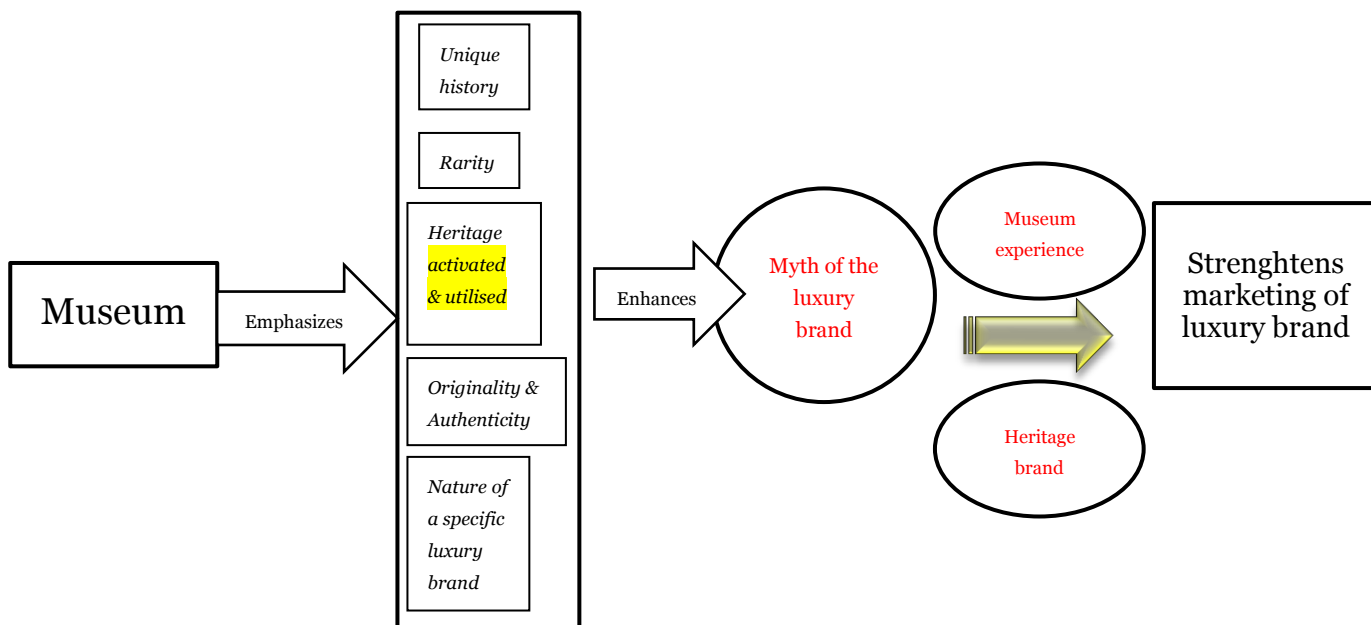 Museum
Emphasizes
Unique
history
Rarity
Heritage
activated
& utilised
Originality &
Authenticity
Nature of
a specific
luxury
brand
Enhances
Myth of the
luxury
brand
Museum
experience
Heritage
brand
Strenghtens
marketing of
luxury brand